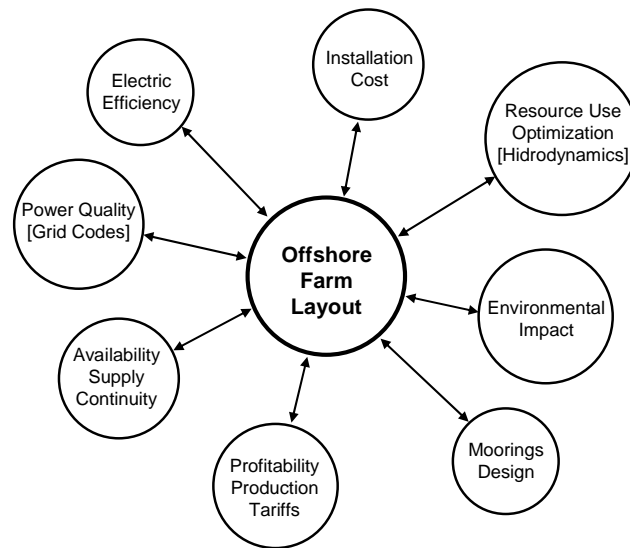 Installation
Cost
Electric
Efficiency
Resource Use
Optimization
[Hidrodynamics]
Power Quality
[Grid Codes]
Offshore
Farm
Layout
Environmental
Impact
Availability
Supply
Continuity
Moorings
Design
Profitability
Production
Tariffs